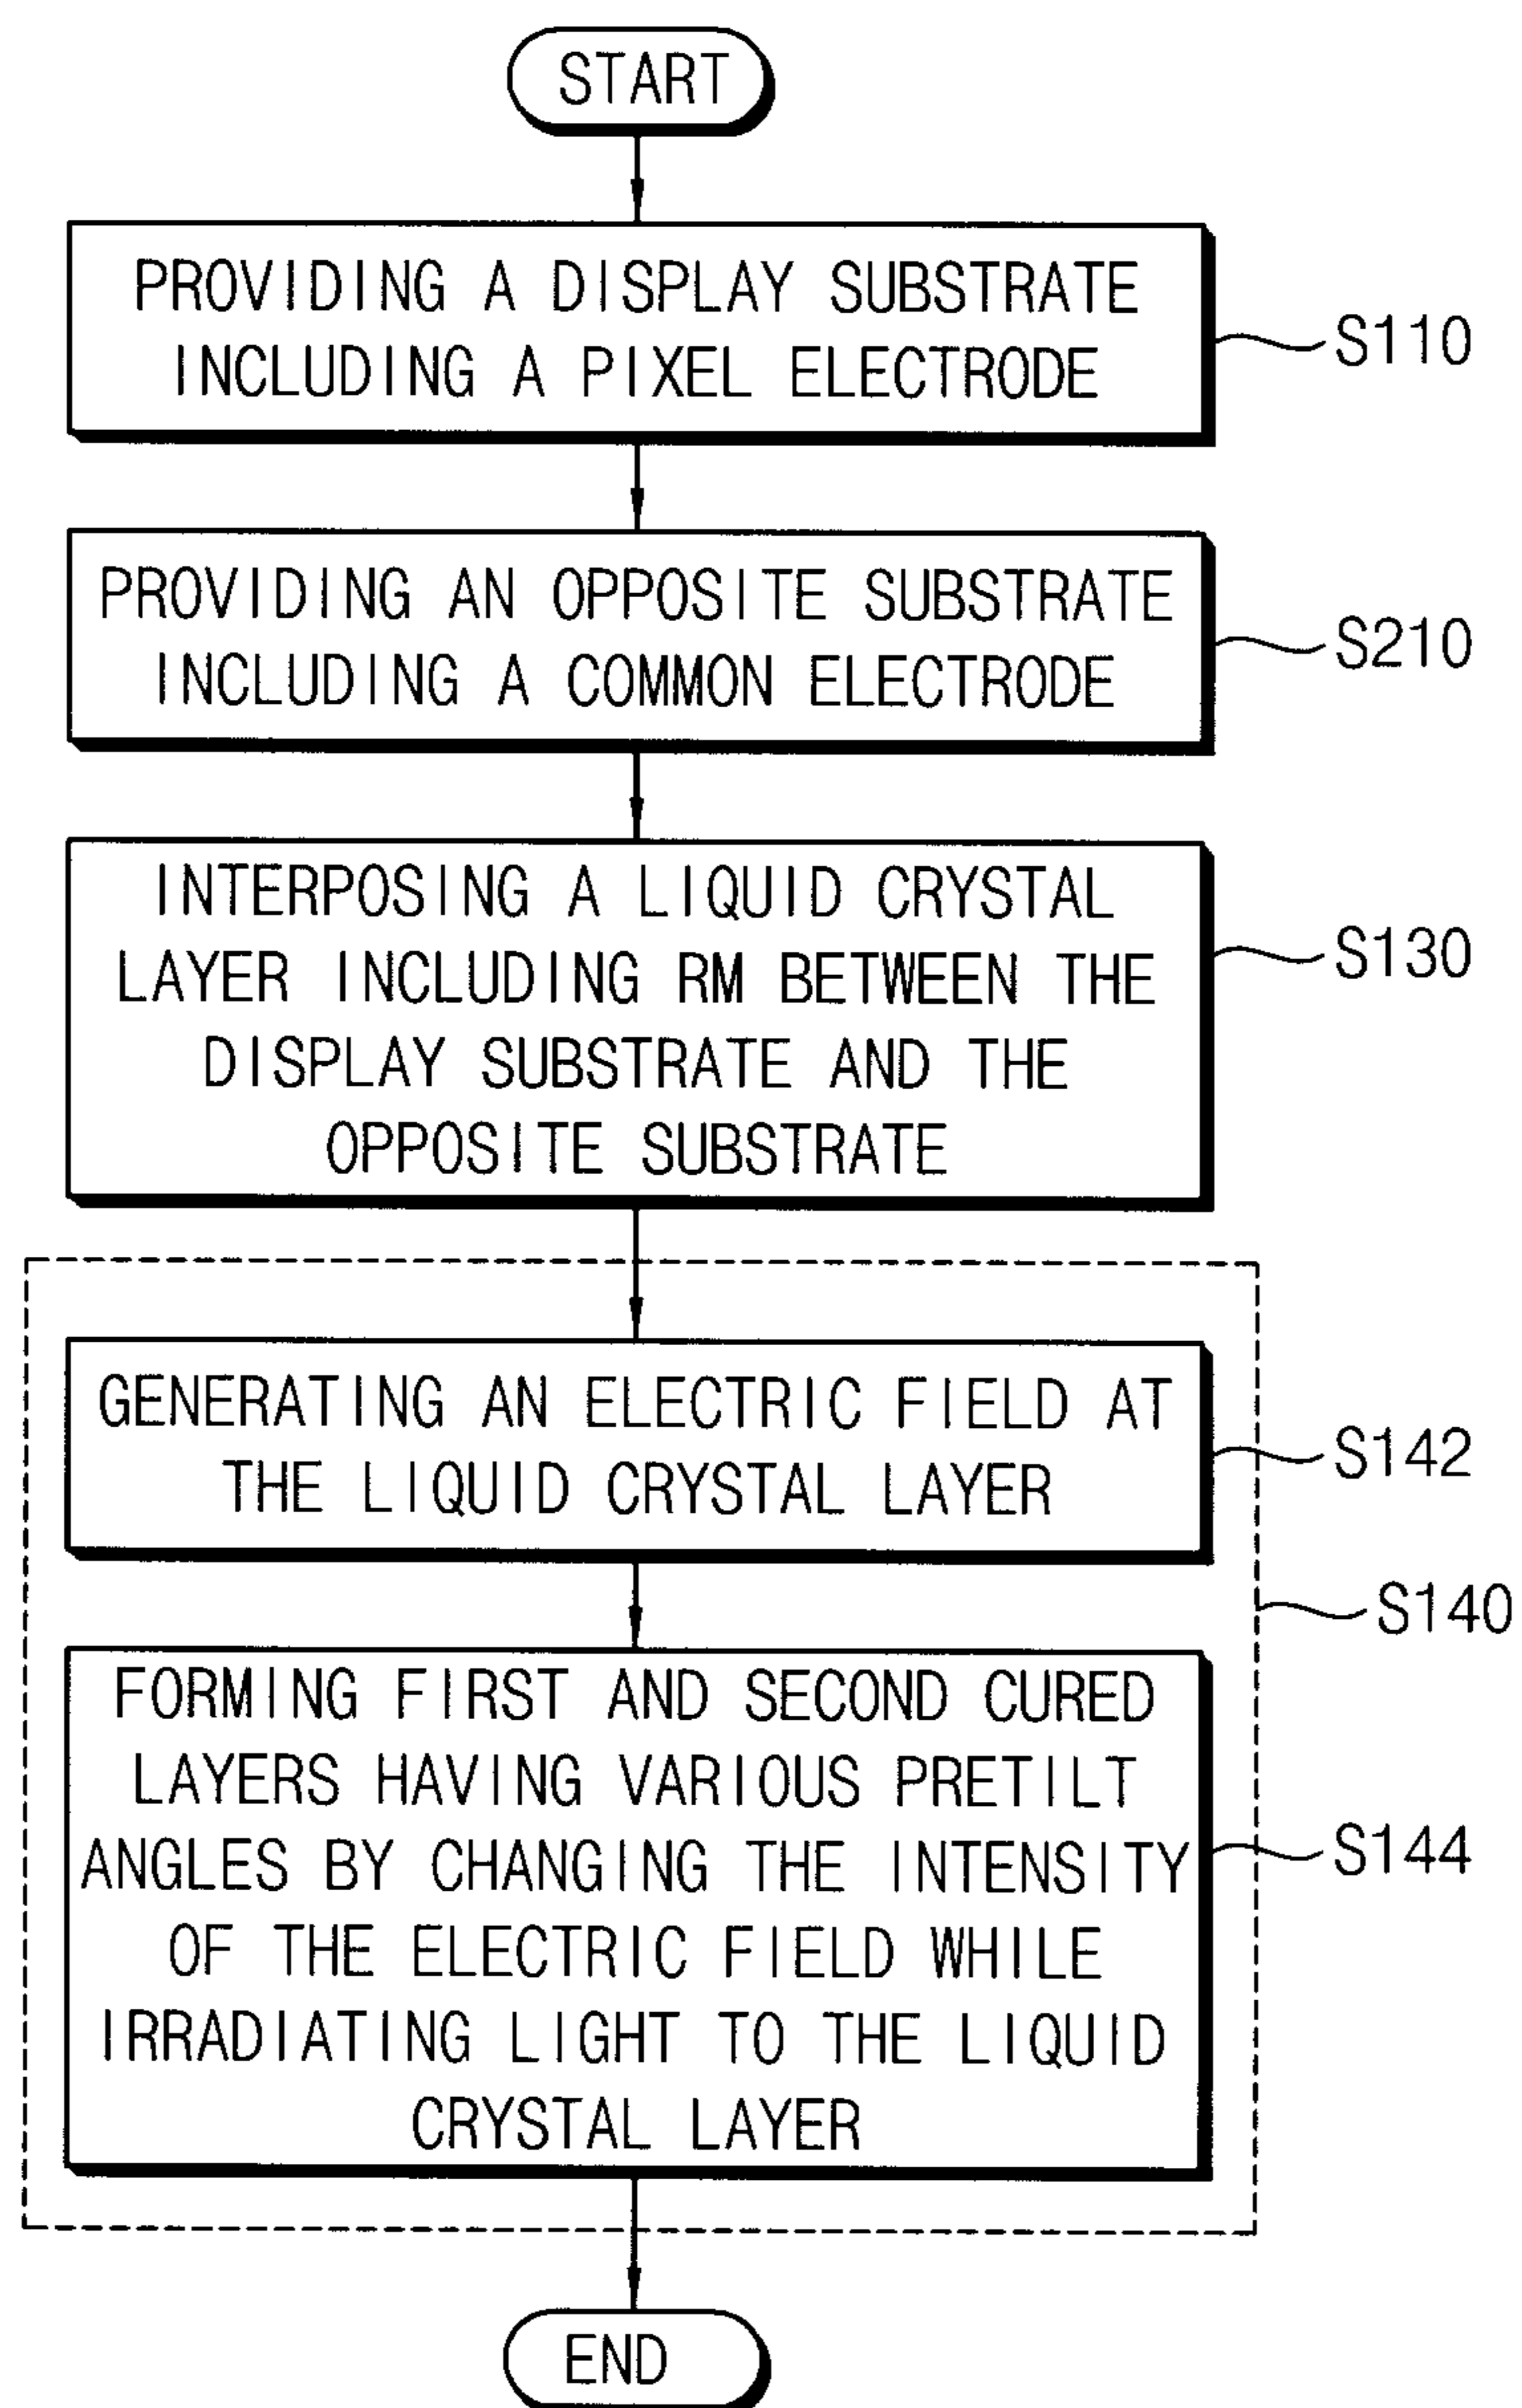 START
PROVIDING A DISPLAY SUBSTRATE
INCLUDING A PIXEL ELECTRODE
S110
PROVIDING AN OPPOSITE SUBSTRATE
INCLUDING A COMMON ELECTRODE
S210
INTERPOSING A LIQUID CRYSTAL
LAYER INCLUDING RM BETWEEN THE
DISPLAY SUBSTRATE AND THE
OPPOSITE SUBSTRATE
S130
GENERATING AN ELECTRIC FIELD AT
THE LIQUID CRYSTAL LAYER
S142
S140
FORMING FIRST AND SECOND CURED
LAYERS HAVING VARIOUS PRETILT
ANGLES BY CHANGING THE INTENSITY
OF THE ELECTRIC FIELD WHILE
IRRADIATING LIGHT TO THE LIQUID
CRYSTAL LAYER
S144
END